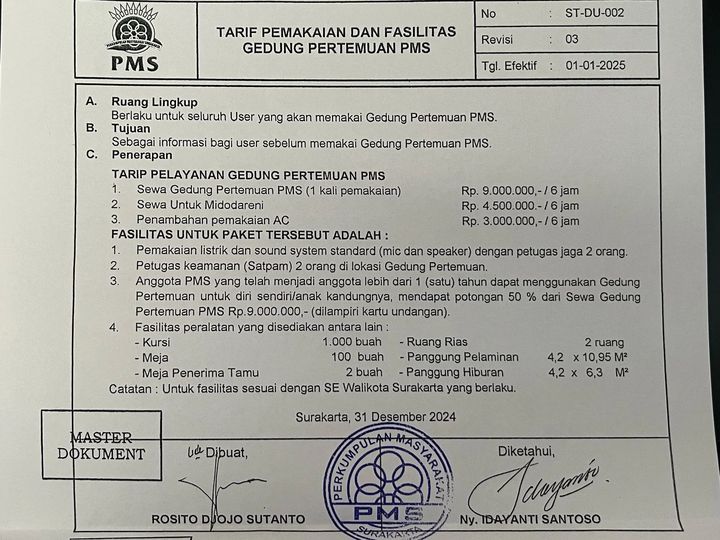 PMS
TARIF PEMAKAIAN DAN FASILITAS
GEDUNG PERTEMUAN PMS
No : ST-DU-002
Revisi : 03
Tgl. Efektif : 01-01-2025
A. Ruang Lingkup
Berlaku untuk seluruh User yang akan memakai Gedung Pertemuan PMS.
B. Tujuan
Sebagai informasi bagi user sebelum memakai Gedung Pertemuan PMS.
C. Penerapan
TARIF PELAYANAN GEDUNG PERTEMUAN PMS
1. Sewa Gedung Pertemuan PMS (1 kali pemakaian) Rp. 9.000.000,- / 6 jam
2. Sewa Untuk Midodareni Rp. 4.500.000,- / 6 jam
3. Penambahan pemakaian AC Rp. 3.000.000,- / 6 jam
FASILITAS UNTUK PAKET TERSEBUT ADALAH :
1. Pemakaian listrik dan sound system standard (mic dan speaker) dengan petugas jaga 2 orang.
2. Petugas keamanan (Satpam) 2 orang di lokasi Gedung Pertemuan.
3. Anggota PMS yang telah menjadi anggota lebih dari 1 (satu) tahun dapat menggunakan Gedung
Pertemuan untuk diri sendiri/anak kandungnya, mendapat potongan 50 % dari Sewa Gedung
Pertemuan PMS Rp.9.000.000,- (dilampiri kartu undangan).
4. Fasilitas peralatan yang disediakan antara lain :
- Kursi 1.000 buah - Ruang Rias 2 ruang
- Meja 100 buah - Panggung Pelaminan 4,2 x 10,95 M²
- Meja Penerima Tamu 2 buah - Panggung Hiburan 4,2 x 6,3 M²
Catatan : Untuk fasilitas sesuai dengan SE Walikota Surakarta yang berlaku.
Surakarta, 31 Desember 2024
MASTER
DOKUMENT
Dibuat,
Diketahui,
PERKUMPULAN MASYARAKAT
PMS
SURAKARTA
ROSITO DJOJO SUTANTO
Ny. IDAYANTI SANTOSO